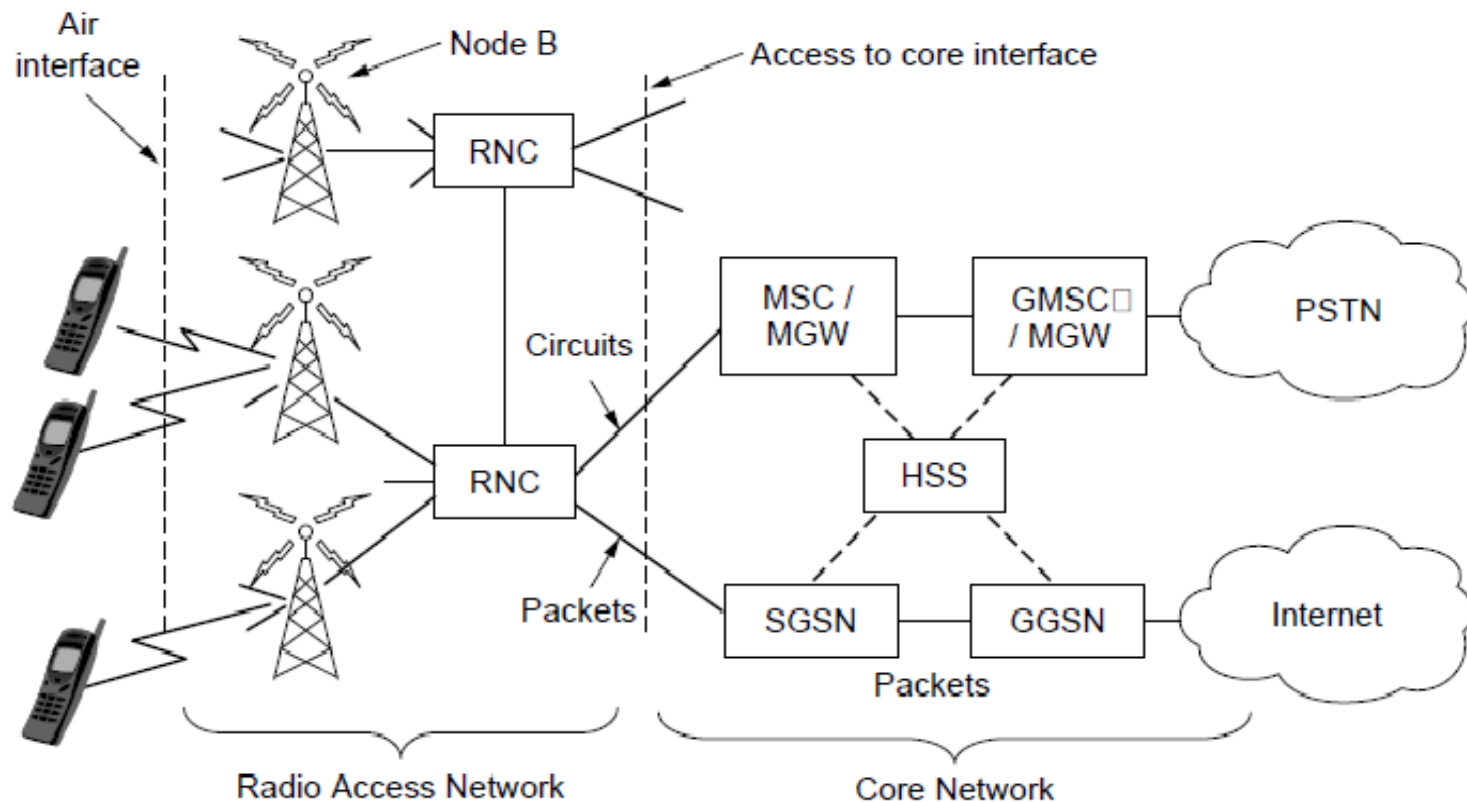 Air
interface
Node B
Access to core interface
RNC
MSC /
MGW
GMSC□
/ MGW
PSTN
Circuits
RNC
HSS
Packets
SGSN
GGSN
Internet
Packets
Radio Access Network
Core Network